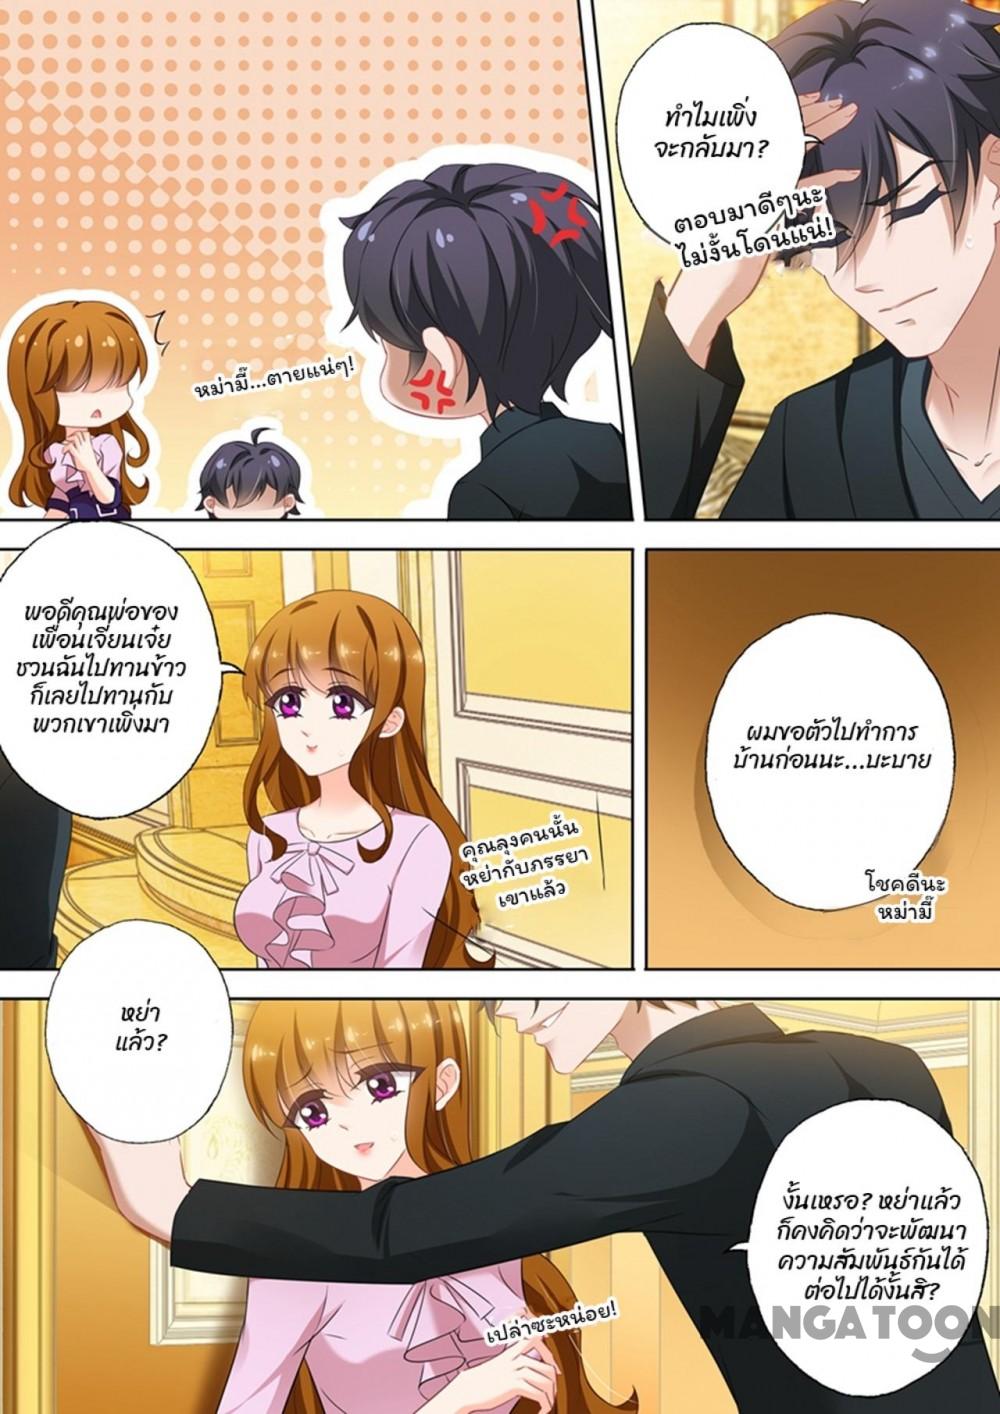 ทำไมเพิ่ง
จะกลับมา?
ตอบมาดีๆนะ
ไม่งั้นโดนแน่!
หม่ามี๊...ตายแน่ๆ!
พอดีคุณพ่อของ
เพื่อนเจี่ยนเจ๋ย
ชวนฉันไปทานข้าว
ก็เลยไปทานกับ
พวกเขาเพิ่งมา
คุณลุงคนนั้น
หย่ากับภรรยา
เขาแล้ว
ผมขอตัวไปทำการ
บ้านก่อนนะ...บะบาย
โชคดีนะ
หม่ามี๊
หย่า
แล้ว?
งั้นเหรอ? หย่าแล้ว
ก็คงคิดว่าจะพัฒนา
ความสัมพันธ์กันได้
ต่อไปได้งั้นสิ?
เปล่าซะหน่อย!
MANGATOON